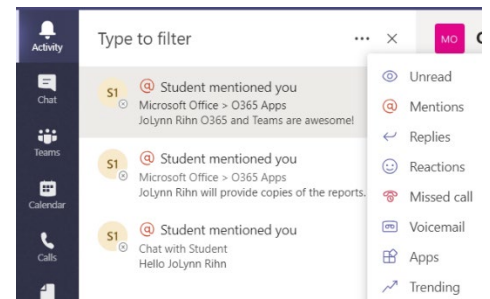 Activity
Chat
Teams
Calendar
Calls
Type to filter
S1
@ Student mentioned you
Microsoft Office > O365 Apps
JoLynn Rihn O365 and Teams are awesome!
S1
@ Student mentioned you
Microsoft Office > O365 Apps
JoLynn Rihn will provide copies of the reports.
S1
@ Student mentioned you
Chat with Student
Hello JoLynn Rihn
MO
Unread
@ Mentions
Replies
Reactions
Missed call
Voicemail
Apps
Trending